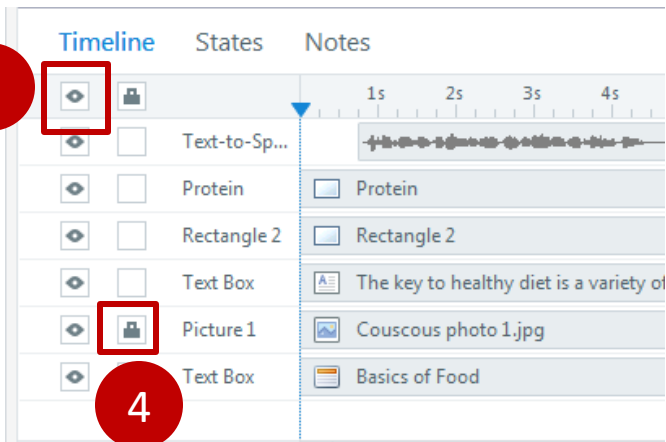 Timeline States Notes
1s 2s 3s 4s
Text-to-Sp...
Protein Protein
Rectangle 2 Rectangle 2
Text Box The key to healthy diet is a variety of
Picture 1 Couscous photo 1.jpg
Text Box Basics of Food
4